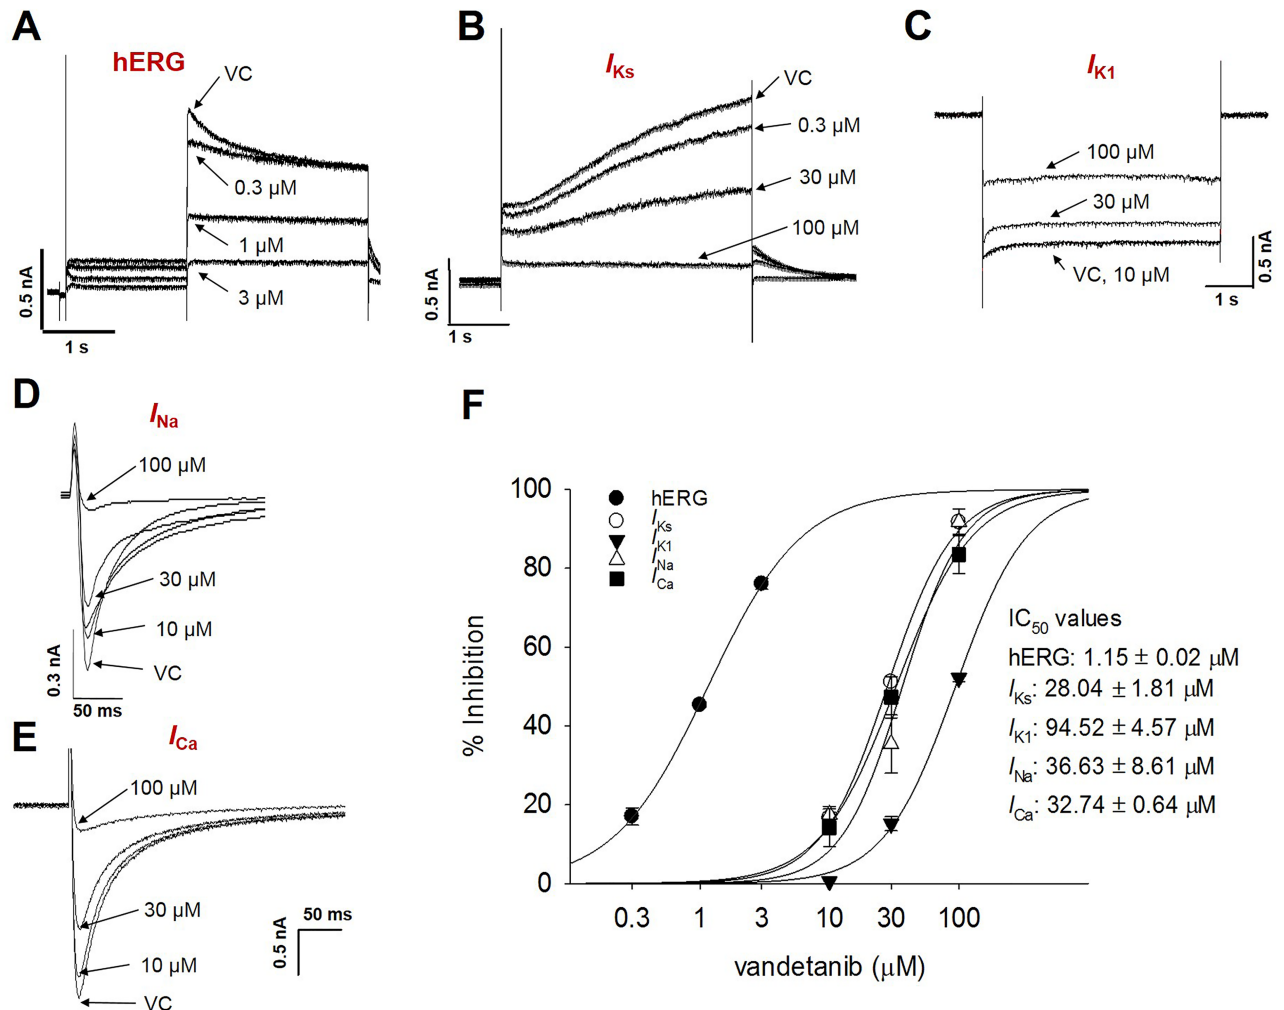 A
hERG
VC
0.3 µM
1 µM
3 µM
0.5 nA
1 s
B
IKs
VC
0.3 µM
30 µM
100 µM
0.5 nA
1 s
C
IK1
100 µM
30 µM
VC, 10 µM
0.5 nA
1 s
D
INa
100 µM
30 µM
10 µM
VC
0.3 nA
50 ms
E
ICa
100 µM
30 µM
10 µM
VC
50 ms
0.5 nA
F
100
80
60
40
20
0
% Inhibition
hERG
IKs
IK1
INa
ICa
0.3 1 3 10 30 100
vandetanib (µM)
IC50 values
hERG: 1.15 ± 0.02 µM
IKs: 28.04 ± 1.81 µM
IK1: 94.52 ± 4.57 µM
INa: 36.63 ± 8.61 µM
ICa: 32.74 ± 0.64 µM